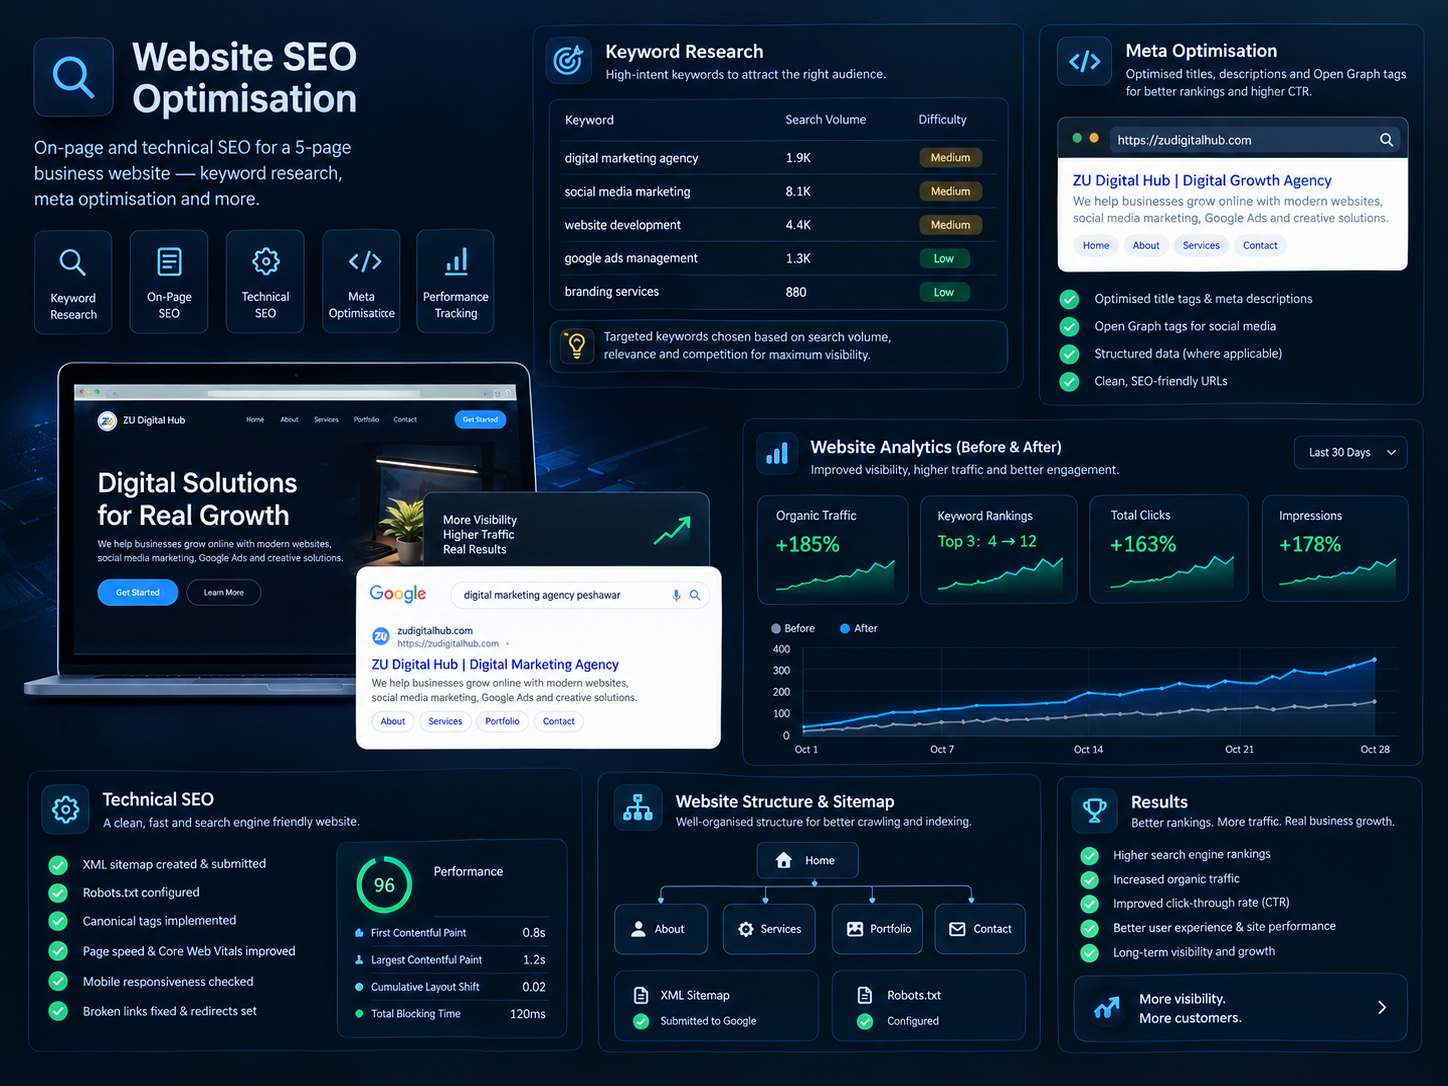 Website SEO
Optimisation
On-page and technical SEO for a 5-page
business website — keyword research,
meta optimisation and more.
Keyword
Research
On-Page
SEO
Technical
SEO
Meta
Performance
Tracking
Keyword Research
High-intent keywords to attract the right audience.
Keyword Search Volume Difficulty
digital marketing agency 1.9K Medium
social media marketing 8.1K Medium
website development 4.4K Medium
google ads management 1.3K Low
branding services 880 Low
Targeted keywords chosen based on search volume,
relevance and competition for maximum visibility.
Meta Optimisation
Optimised titles, descriptions and Open Graph tags
for better rankings and higher CTR.
https://zudigitalhub.com
ZU Digital Hub | Digital Growth Agency
We help businesses grow online with modern websites,
social media marketing, Google Ads and creative solutions.
Home About Services Contact
Optimised title tags & meta descriptions
Open Graph tags for social media
Structured data (where applicable)
Clean, SEO-friendly URLs
ZU ZU Digital Hub Home About Services Portfolio Contact Get Started
Digital Solutions
for Real Growth
We help businesses grow online with modern websites,
social media marketing, Google Ads and creative solutions.
Get Started Learn More
More Visibility
Higher Traffic
Real Results
Google digital marketing agency peshawar
ZU zudigitalhub.com
https://zudigitalhub.com
ZU Digital Hub | Digital Marketing Agency
We help businesses grow online with modern websites,
social media marketing, Google Ads and creative solutions.
About Services Portfolio Contact
Website Analytics (Before & After)
Improved visibility, higher traffic and better engagement.
Last 30 Days
Organic Traffic
+185%
Keyword Rankings
Top 3: 4 → 12
Total Clicks
+163%
Impressions
+178%
Before After
400
300
200
100
0
Oct 1 Oct 7 Oct 14 Oct 21 Oct 28
Technical SEO
A clean, fast and search engine friendly website.
XML sitemap created & submitted
Robots.txt configured
Canonical tags implemented
Page speed & Core Web Vitals improved
Mobile responsiveness checked
Broken links fixed & redirects set
96 Performance
First Contentful Paint 0.8s
Largest Contentful Paint 1.2s
Cumulative Layout Shift 0.02
Total Blocking Time 120ms
Website Structure & Sitemap
Well-organised structure for better crawling and indexing.
Home
About Services Portfolio Contact
XML Sitemap
Submitted to Google
Robots.txt
Configured
Results
Better rankings. More traffic. Real business growth.
Higher search engine rankings
Increased organic traffic
Improved click-through rate (CTR)
Better user experience & site performance
Long-term visibility and growth
More visibility.
More customers.